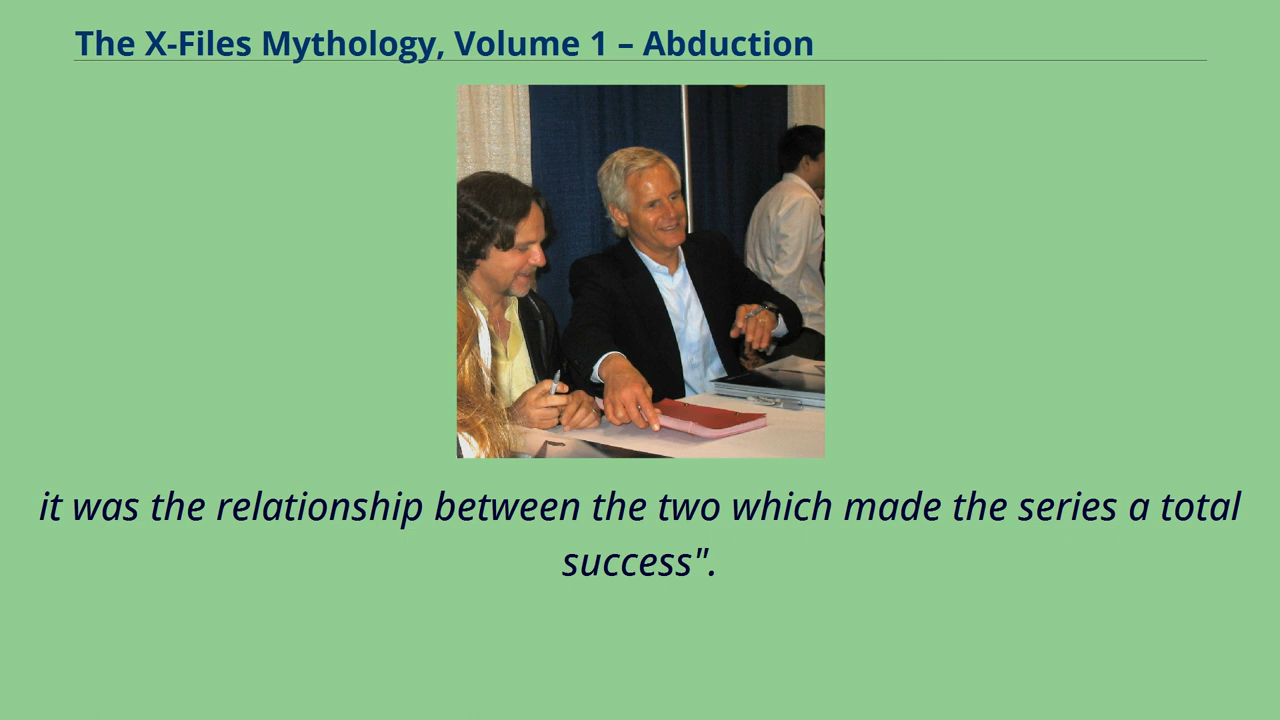 The X-Files Mythology, Volume 1 – Abduction
it was the relationship between the two which made the series a total
success".